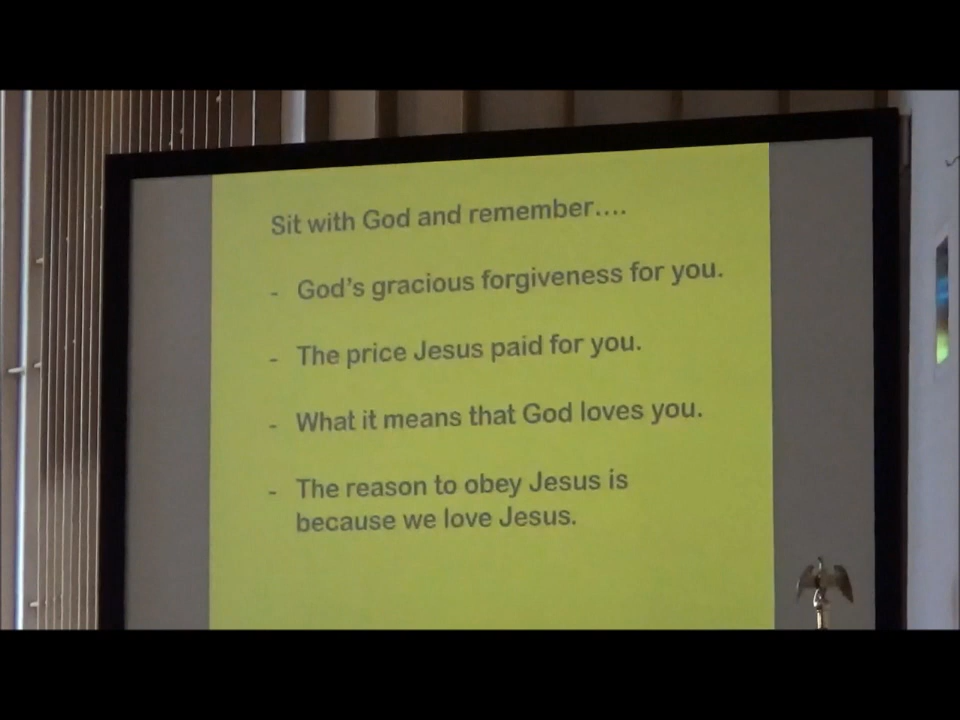 Sit with God and remember....
- God's gracious forgiveness for you.
- The price Jesus paid for you.
- What it means that God loves you.
- The reason to obey Jesus is
because we love Jesus.